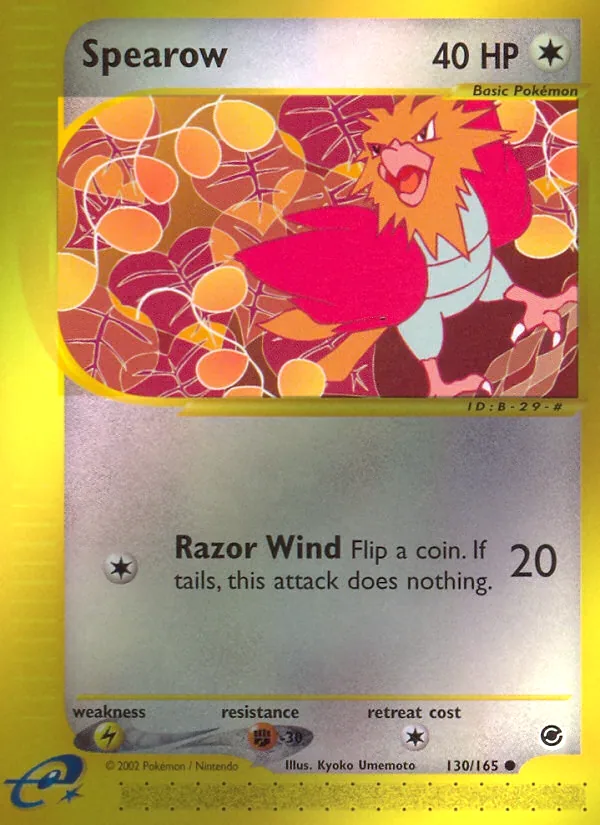 Spearow 40 HP
Basic Pokémon
ID:B-29-#
Razor Wind Flip a coin. If
tails, this attack does nothing. 20
weakness resistance retreat cost
-30
© 2002 Pokémon / Nintendo Illus. Kyoko Umemoto 130/165
e